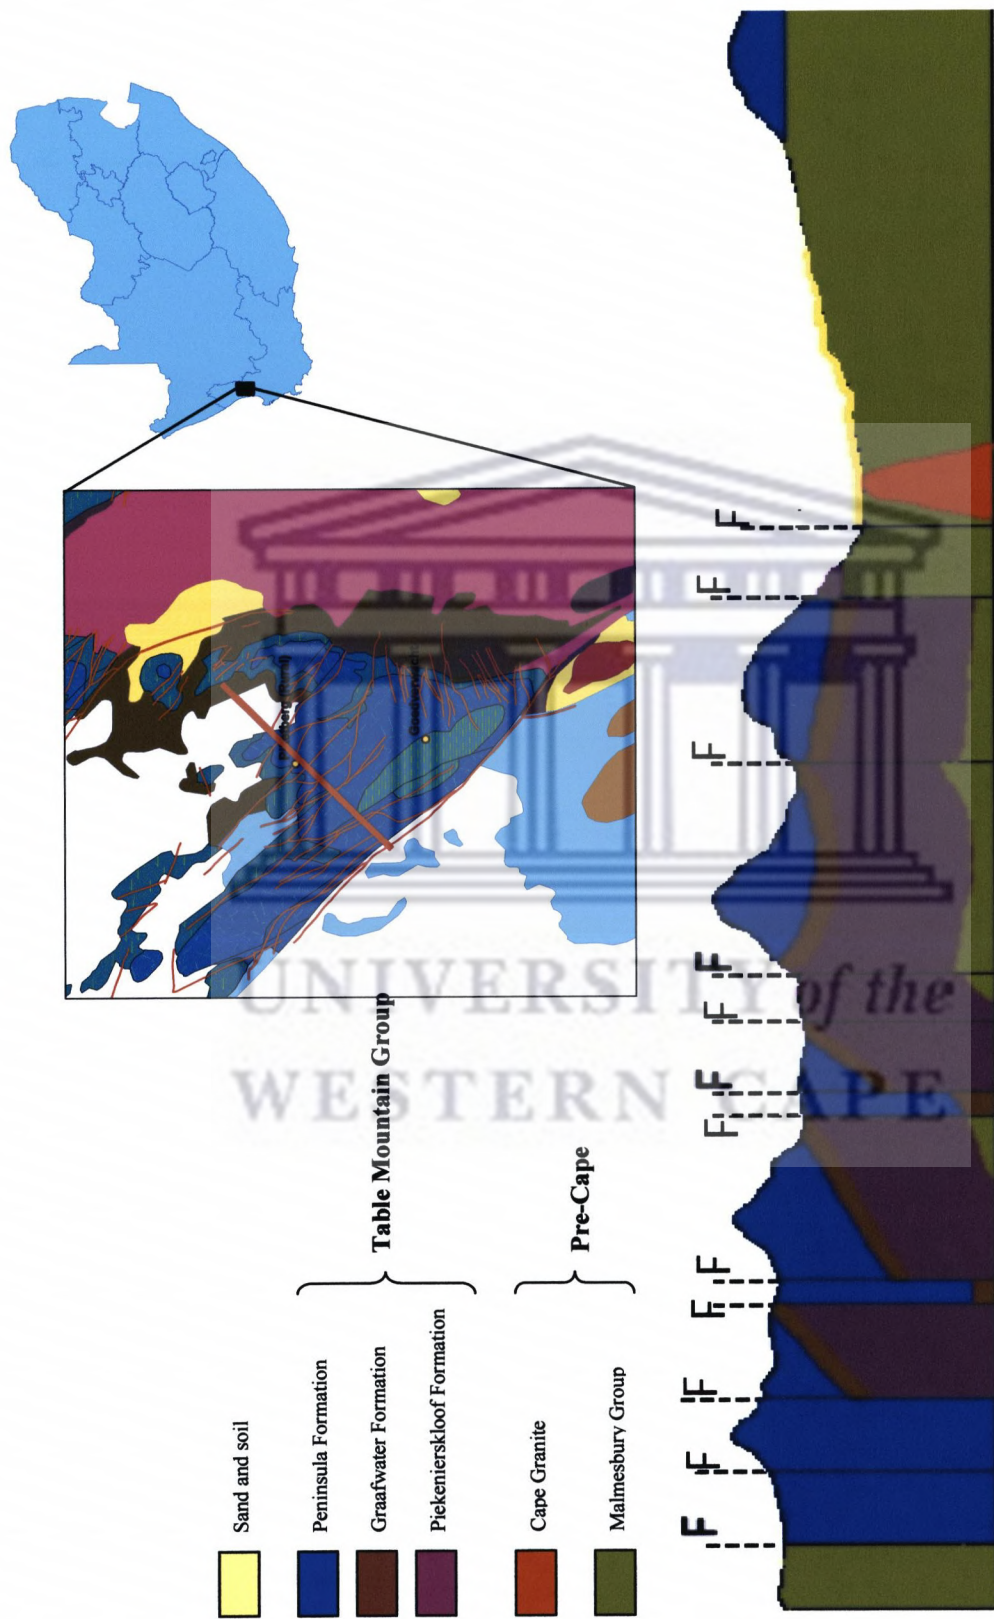 Sand and soil
Peninsula Formation
Graafwater Formation
Piekenierskloof Formation
Table Mountain Group
Cape Granite
Malmesbury Group
Pre-Cape
F F F F F F F F F F F F
UNIVERSITY of the
WESTERN CAPE